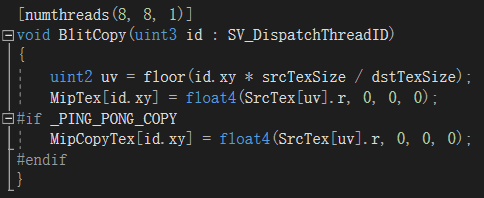 [numthreads(8, 8, 1)]
void BlitCopy(uint3 id : SV_DispatchThreadID)
{
uint2 uv = floor(id.xy * srcTexSize / dstTexSize);
MipTex[id.xy] = float4(SrcTex[uv].r, 0, 0, 0);
#if _PING_PONG_COPY
MipCopyTex[id.xy] = float4(SrcTex[uv].r, 0, 0, 0);
#endif
}